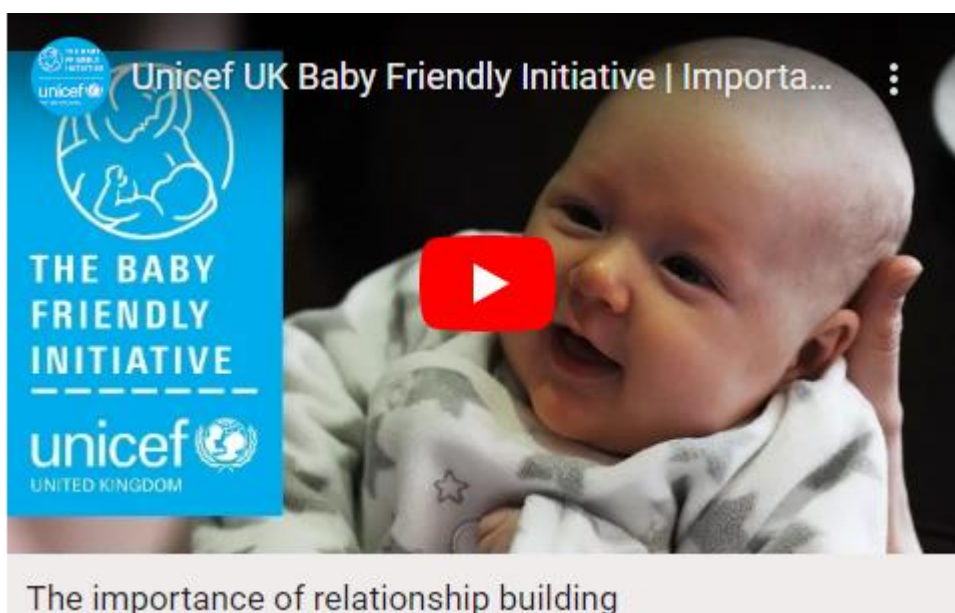 Unicef UK Baby Friendly Initiative | Importa...
THE BABY
FRIENDLY
INITIATIVE
unicef
UNITED KINGDOM
The importance of relationship building